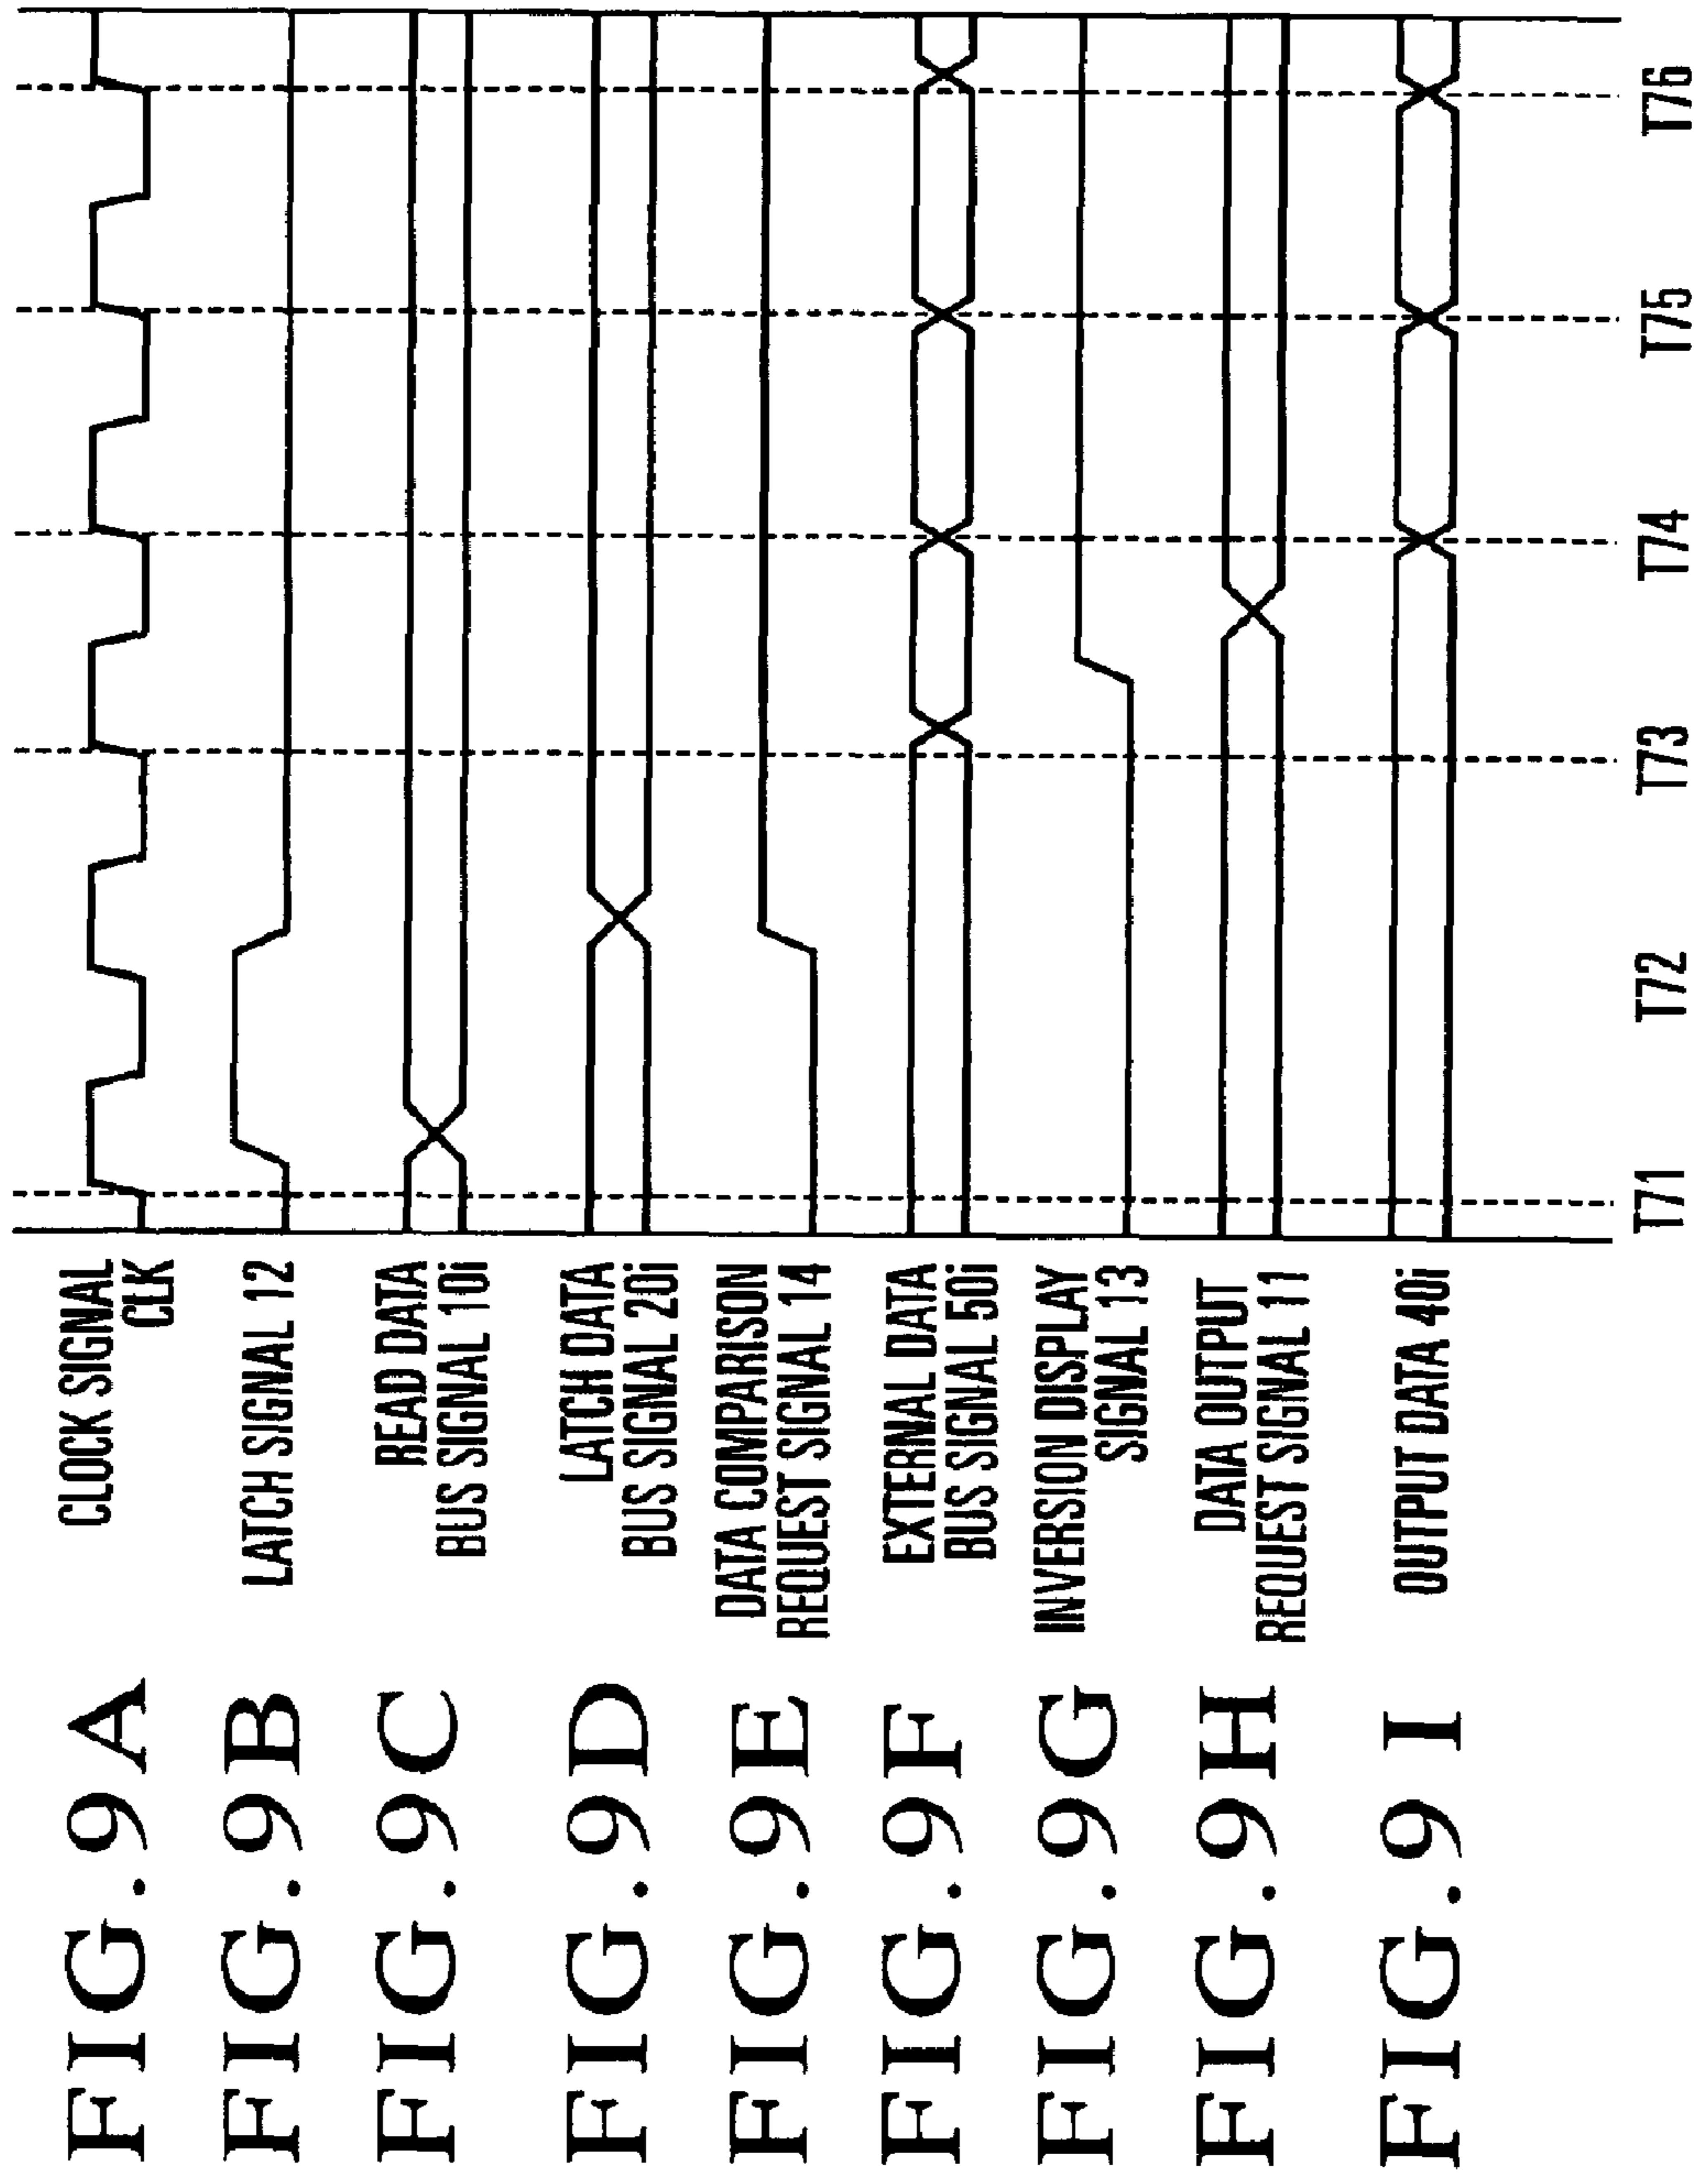 FIG.9A
CLOCK SIGNAL
CLK
FIG.9B
LATCH SIGNAL 12
FIG.9C
READ DATA
BUS SIGNAL 10i
FIG.9D
LATCH DATA
BUS SIGNAL 20i
FIG.9E
DATA COMPARISON
REQUEST SIGNAL 14
FIG.9F
EXTERNAL DATA
BUS SIGNAL 50i
FIG.9G
INVERSION DISPLAY
SIGNAL 13
FIG.9H
DATA OUTPUT
REQUEST SIGNAL 11
FIG.9I
OUTPUT DATA 40i
T71 T72 T73 T74 T75 T76